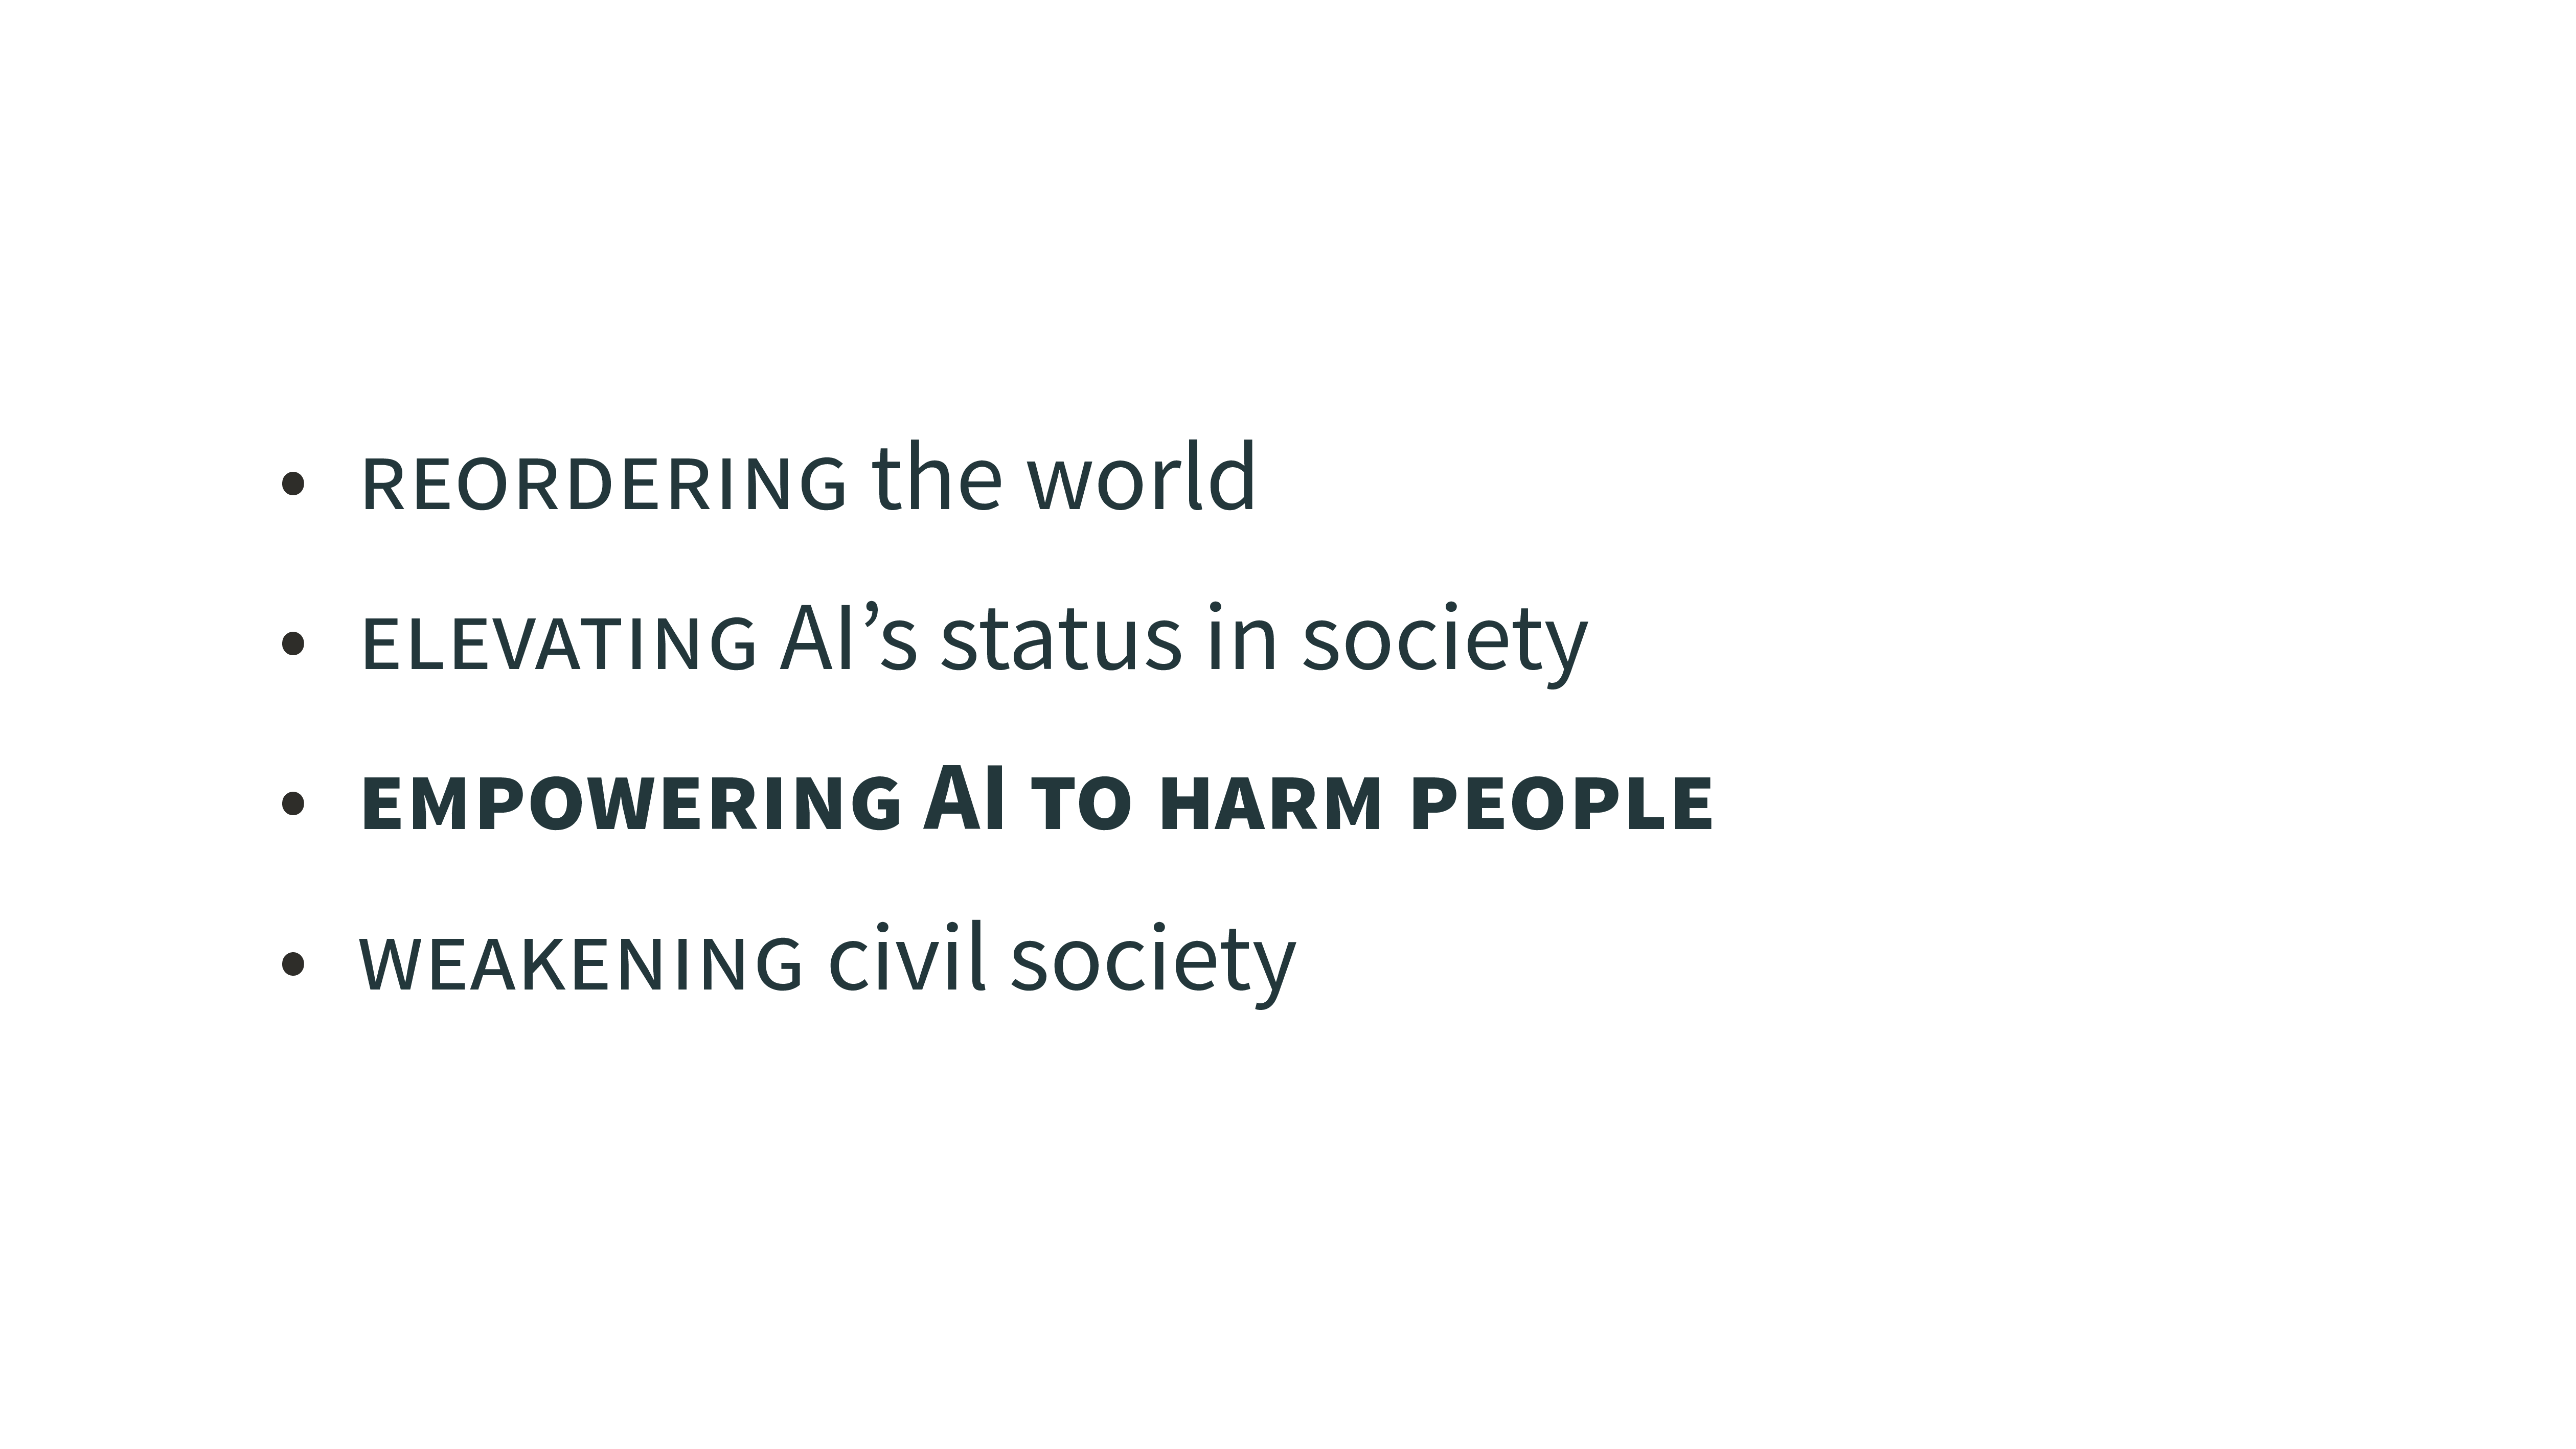 • REORDERING the world
• ELEVATING AI’s status in society
• EMPOWERING AI TO HARM PEOPLE
• WEAKENING civil society